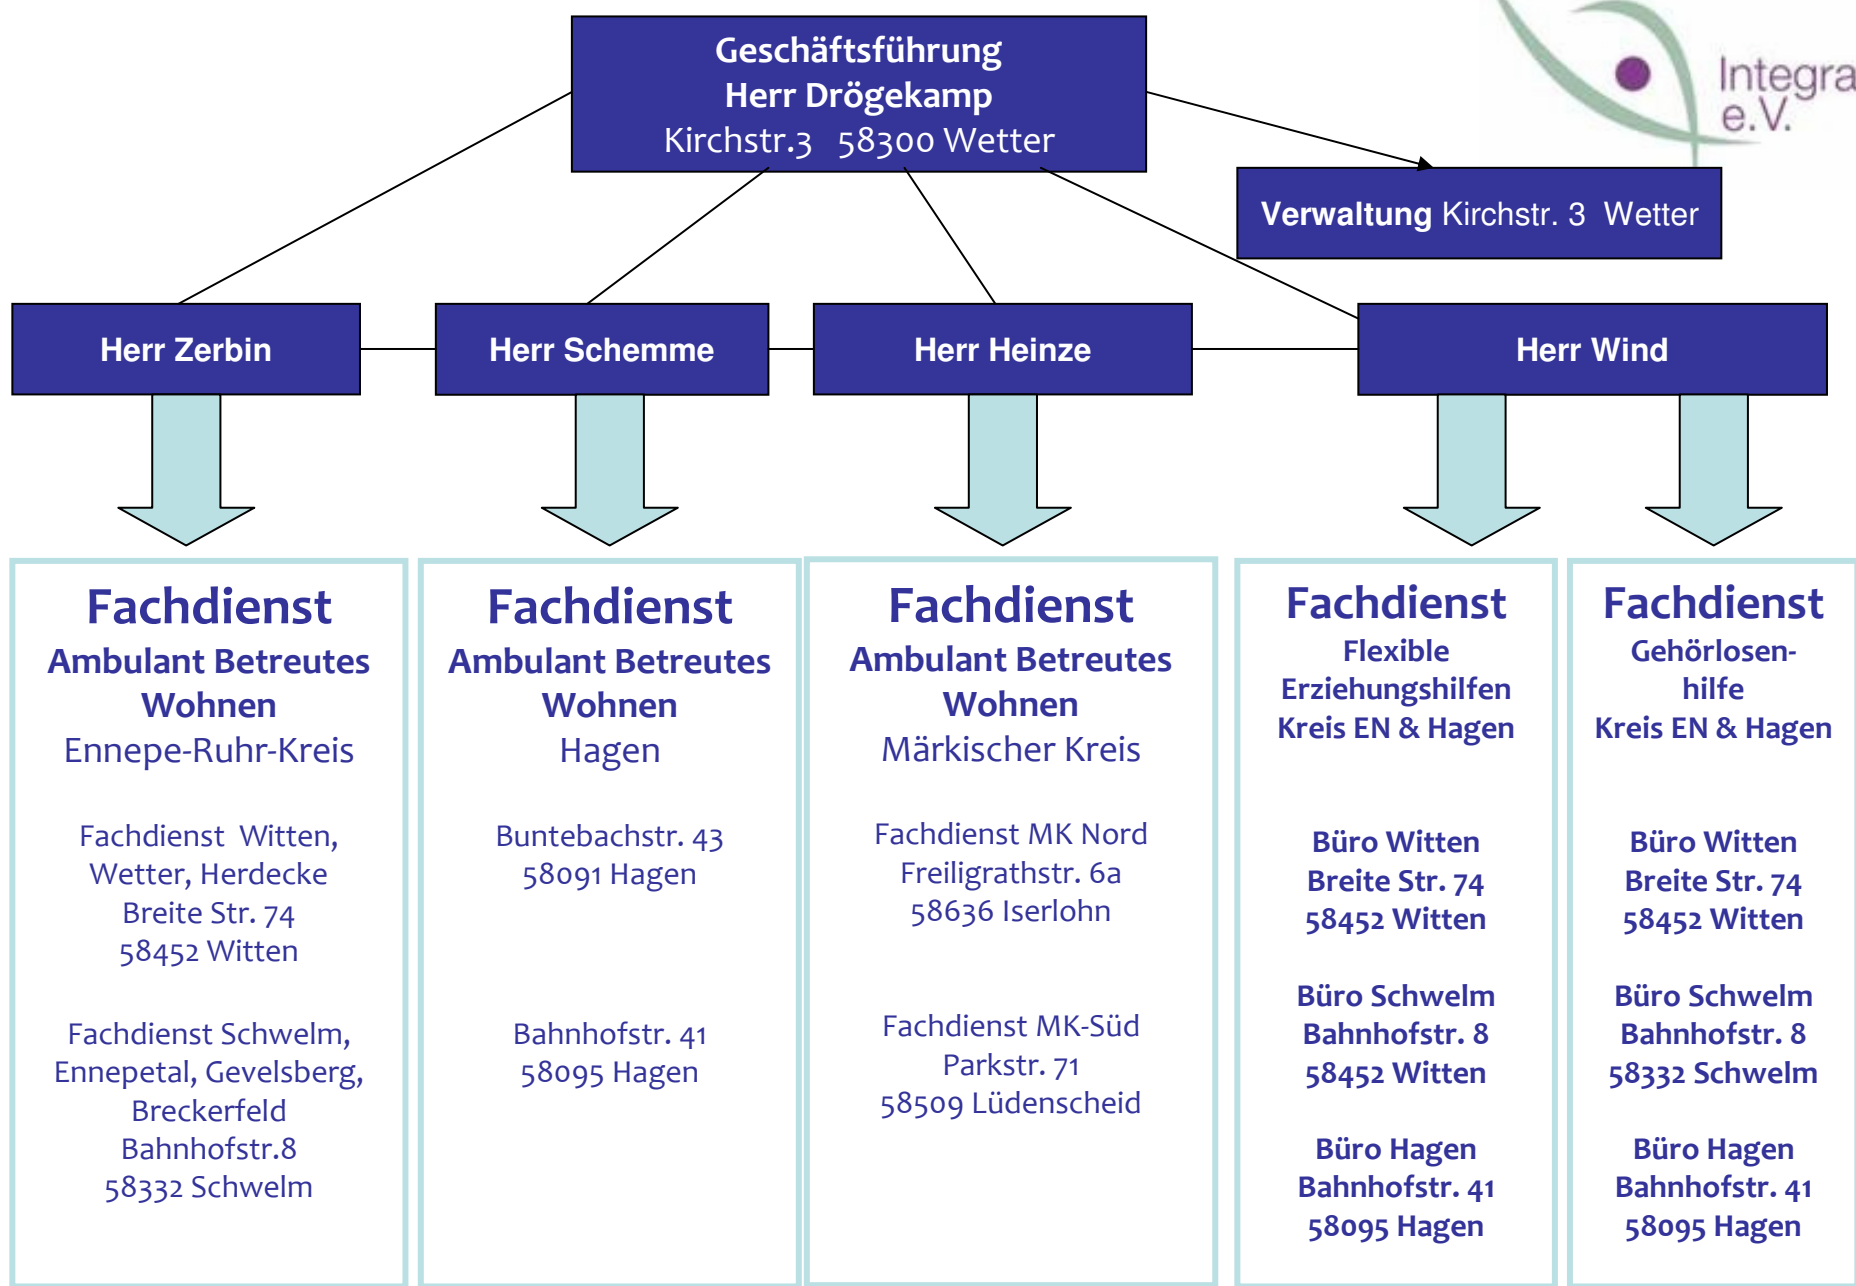 Geschäftsführung
Herr Drögekamp
Kirchstr.3 58300 Wetter
Integra
e.V.
Verwaltung Kirchstr. 3 Wetter
Herr Zerbin
Herr Schemme
Herr Heinze
Herr Wind
Fachdienst
Ambulant Betreutes
Wohnen
Ennepe-Ruhr-Kreis
Fachdienst Witten,
Wetter, Herdecke
Breite Str. 74
58452 Witten
Fachdienst Schwelm,
Ennepetal, Gevelsberg,
Breckerfeld
Bahnhofstr.8
58332 Schwelm
Fachdienst
Ambulant Betreutes
Wohnen
Hagen
Buntebachstr. 43
58091 Hagen
Bahnhofstr. 41
58095 Hagen
Fachdienst
Ambulant Betreutes
Wohnen
Märkischer Kreis
Fachdienst MK Nord
Freiligrathstr. 6a
58636 Iserlohn
Fachdienst MK-Süd
Parkstr. 71
58509 Lüdenscheid
Fachdienst
Flexible
Erziehungshilfen
Kreis EN & Hagen
Büro Witten
Breite Str. 74
58452 Witten
Büro Schwelm
Bahnhofstr. 8
58452 Witten
Büro Hagen
Bahnhofstr. 41
58095 Hagen
Fachdienst
Gehörlosen-
hilfe
Kreis EN & Hagen
Büro Witten
Breite Str. 74
58452 Witten
Büro Schwelm
Bahnhofstr. 8
58332 Schwelm
Büro Hagen
Bahnhofstr. 41
58095 Hagen